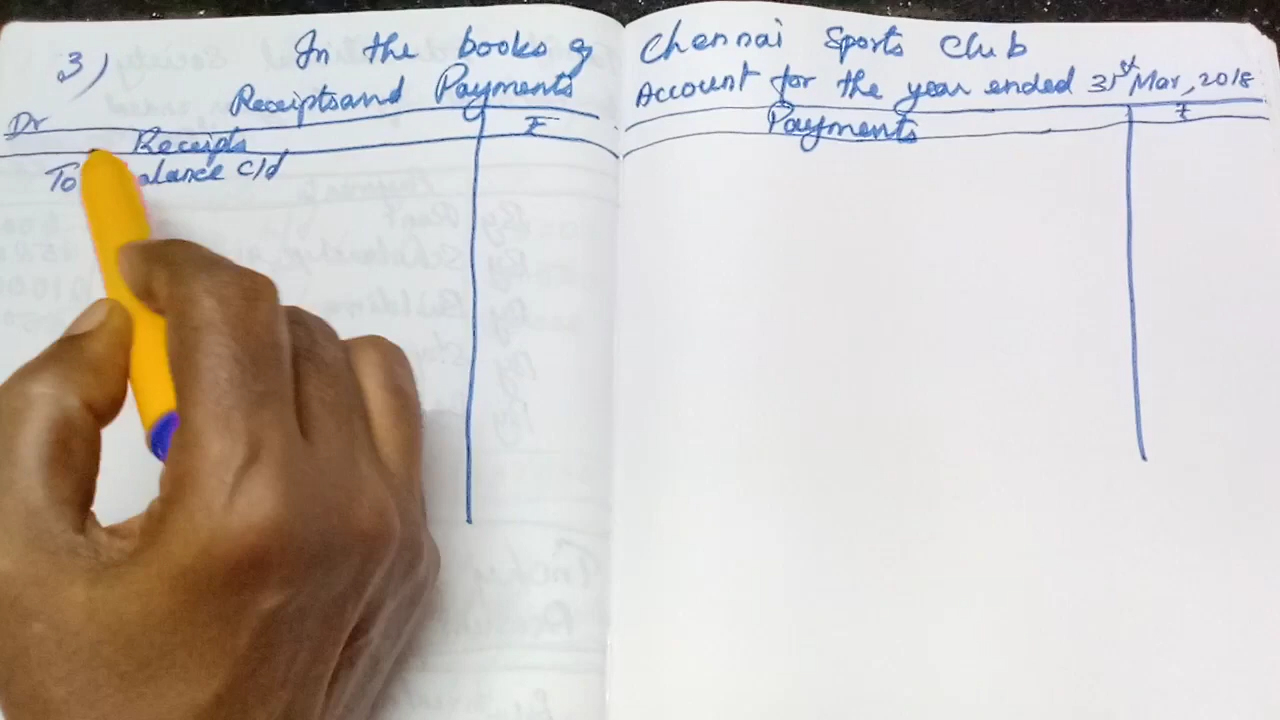 3) In the books of Chennai Sports Club
Receipts and Payments Account for the year ended 31st Mar, 2018
Dr
Receipts ₹ Payments ₹
To alance c/d